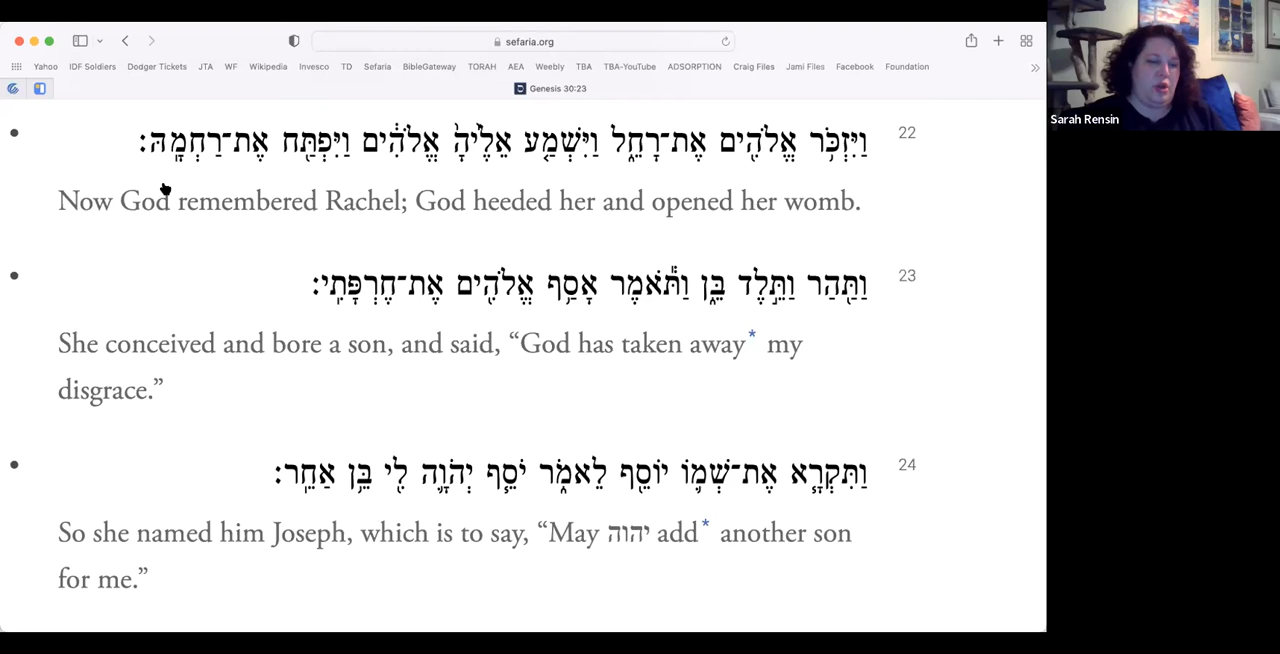 sefaria.org
Yahoo IDF Soldiers Dodger Tickets JTA WF Wikipedia Invesco TD Sefaria BibleGateway TORAH AEA Weebly TBA TBA-YouTube ADSORPTION Craig Files Jami Files Facebook Foundation
Genesis 30:23
Sarah Rensin
22 וַיִּזְכֹּ֥ר אֱלֹהִ֖ים אֶת־רָחֵ֑ל וַיִּשְׁמַ֤ע אֵלֶ֙יהָ֙ אֱלֹהִ֔ים וַיִּפְתַּ֖ח אֶת־רַחְמָֽהּ׃
Now God remembered Rachel; God heeded her and opened her womb.
23 וַתַּ֖הַר וַתֵּ֣לֶד בֵּ֑ן וַתֹּ֕אמֶר אָסַ֥ף אֱלֹהִ֖ים אֶת־חֶרְפָּתִֽי׃
She conceived and bore a son, and said, “God has taken away* my
disgrace.”
24 וַתִּקְרָ֧א אֶת־שְׁמ֛וֹ יוֹסֵ֖ף לֵאמֹ֑ר יֹסֵ֧ף יְהֹוָ֛ה לִ֖י בֵּ֥ן אַחֵֽר׃
So she named him Joseph, which is to say, “May יהוה add* another son
for me.”